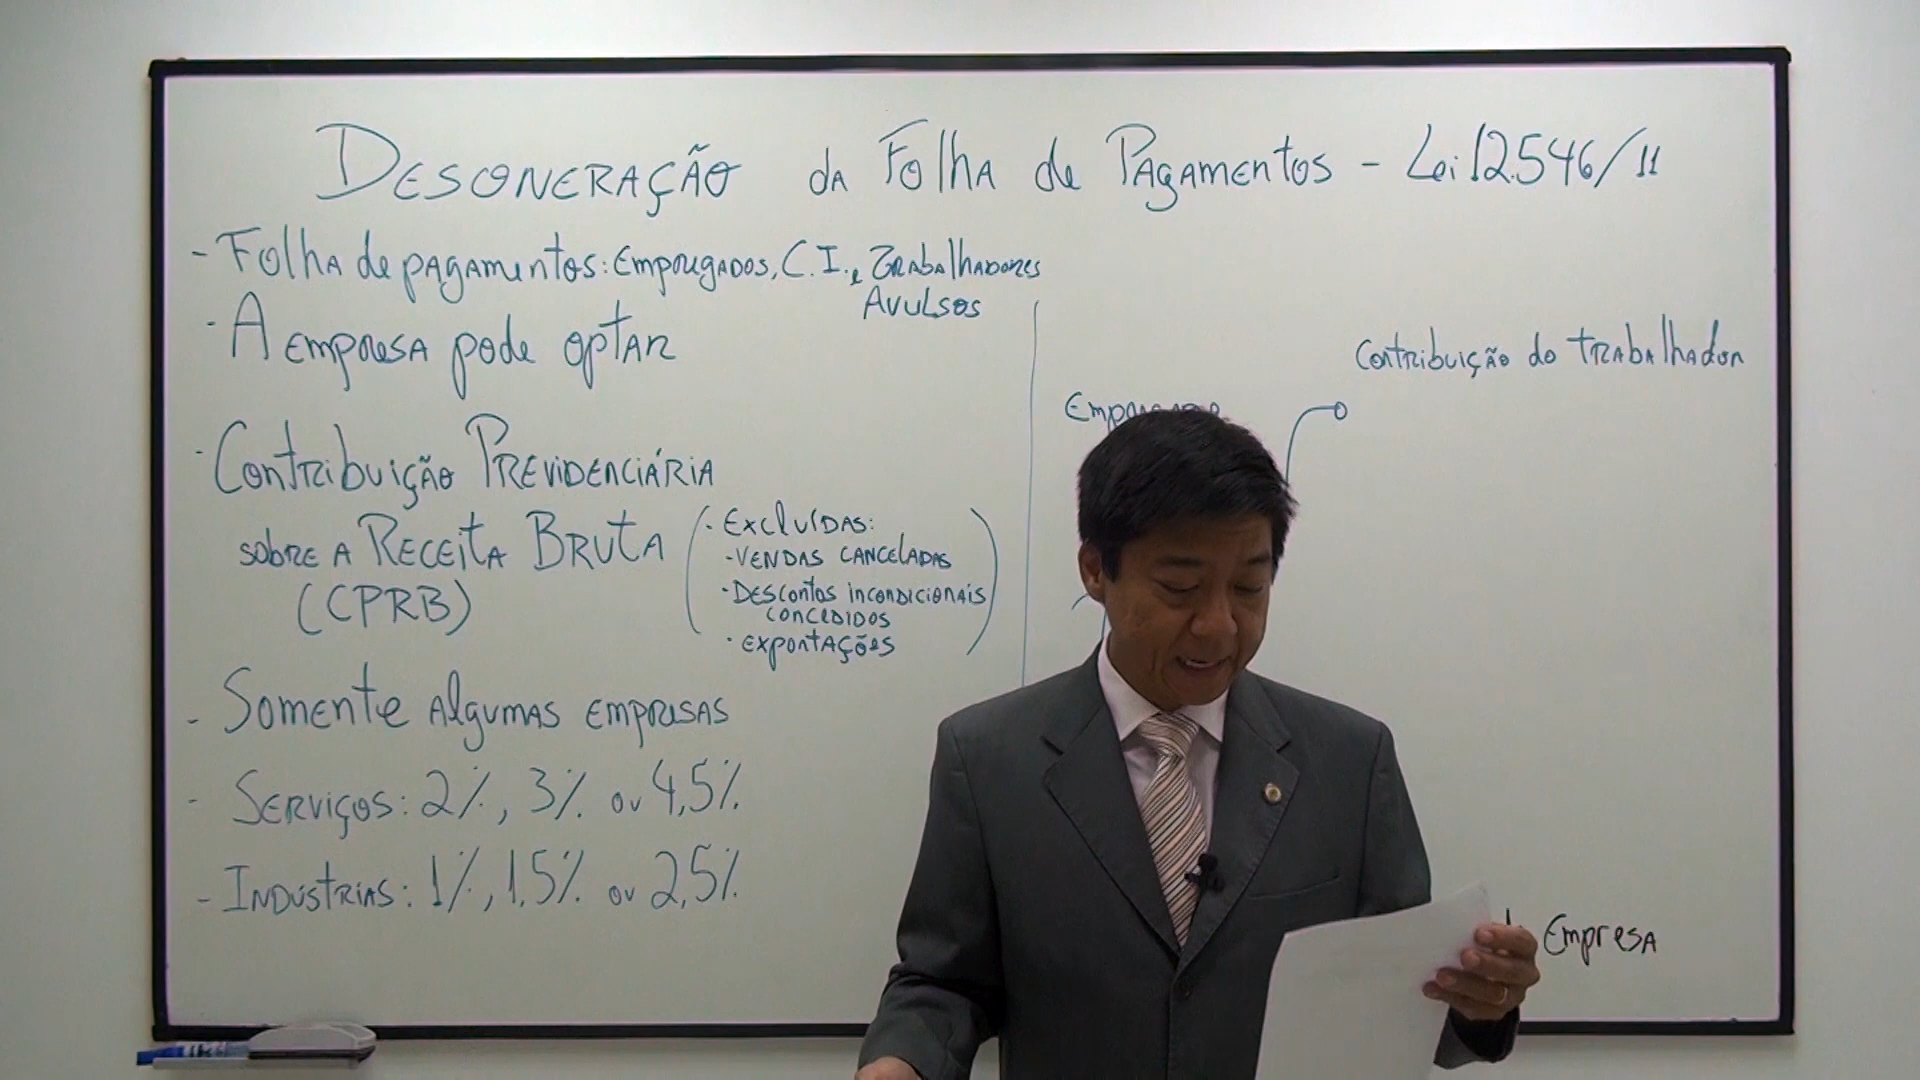 DESONERAÇÃO da Folha de Pagamentos - Lei 12.546/11
- Folha de pagamentos: Empregados, C.I. e Trabalhadores
Avulsos
- A empresa pode optar
- Contribuição Previdenciária
sobre a Receita Bruta
(CPRB)
- Excluídas:
- Vendas canceladas
- Descontos incondicionais
concedidos
- Exportações
- Somente algumas empresas
- Serviços: 2%, 3% ou 4,5%
- Indústrias: 1%, 1,5% ou 2,5%
Contribuição do trabalhador
Empresa